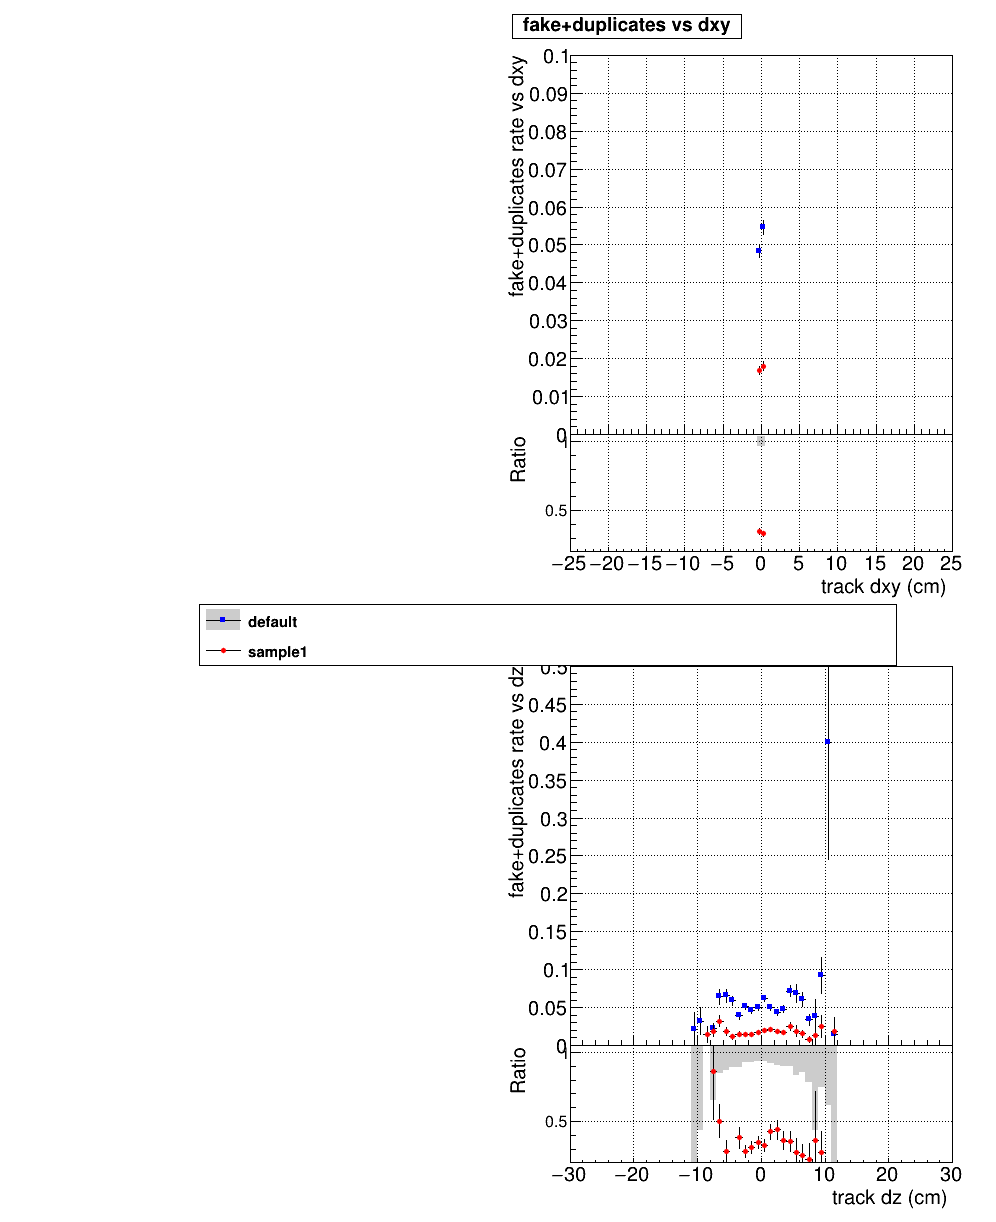 fake+duplicates vs dxy
fake+duplicates rate vs dxy
0.1
0.09
0.08
0.07
0.06
0.05
0.04
0.03
0.02
0.01
0
Ratio
1
0.5
−25 −20 −15 −10 −5 0 5 10 15 20 25
track dxy (cm)
default
sample1
fake+duplicates rate vs dz
0.5
0.45
0.4
0.35
0.3
0.25
0.2
0.15
0.1
0.05
0
Ratio
1
0.5
−30 −20 −10 0 10 20 30
track dz (cm)